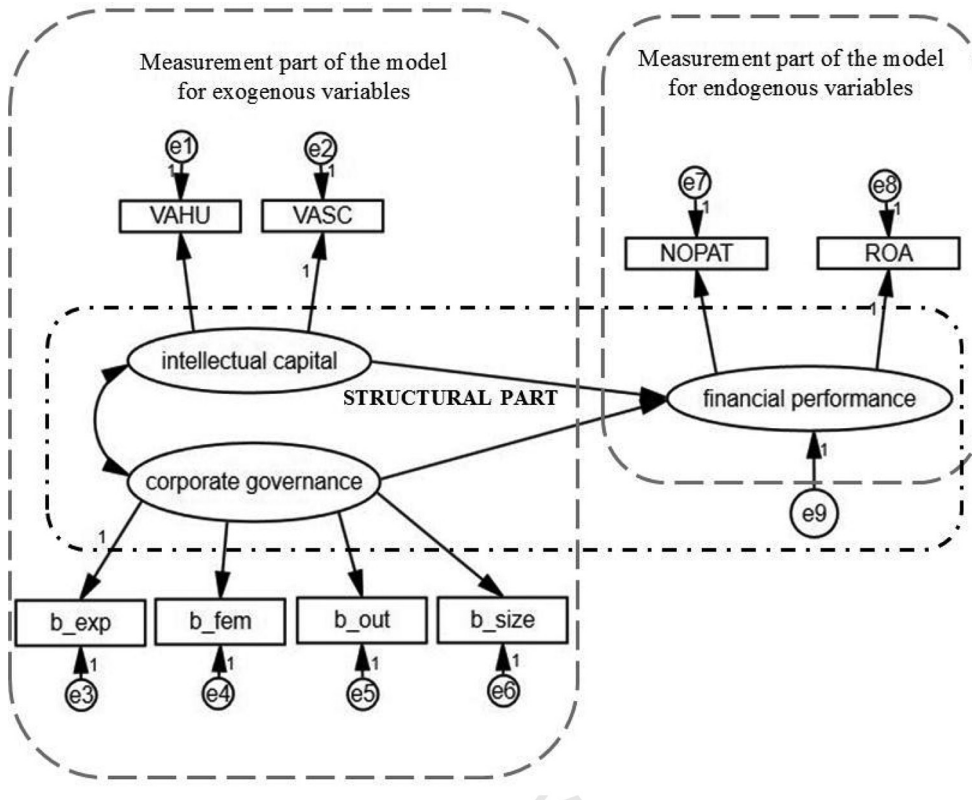 Measurement part of the model
for exogenous variables
Measurement part of the model
for endogenous variables
e1
e2
1
1
VAHU
VASC
e7
e8
1
1
NOPAT
ROA
1
1
intellectual capital
STRUCTURAL PART
financial performance
corporate governance
1
e9
1
b_exp
b_fem
b_out
b_size
1
1
1
1
e3
e4
e5
e6